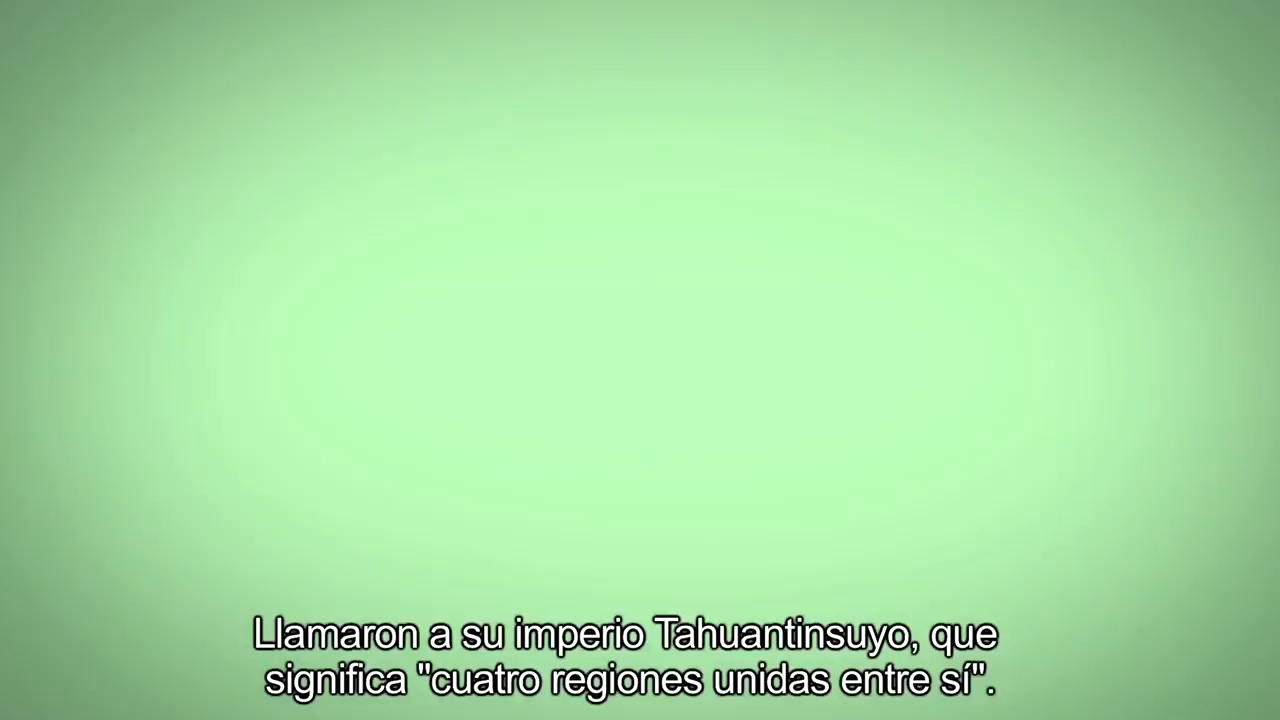 Llamaron a su imperio Tahuantinsuyo, que
significa "cuatro regiones unidas entre sí".